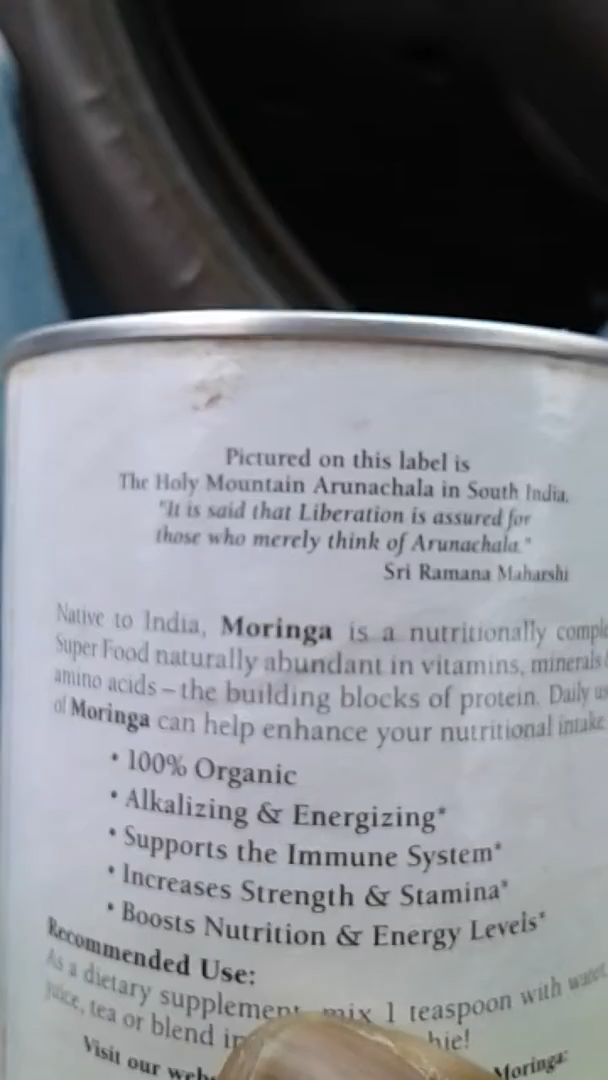 Pictured on this label is
The Holy Mountain Arunachala in South India.
"It is said that Liberation is assured for
those who merely think of Arunachala."
Sri Ramana Maharshi
Native to India, Moringa is a nutritionally
Super Food naturally abundant in vitamins, minerals
amino acids – the building blocks of protein. Daily
of Moringa can help enhance your nutritional intake
• 100% Organic
• Alkalizing & Energizing*
• Supports the Immune System*
• Increases Strength & Stamina*
• Boosts Nutrition & Energy Levels*
Recommended Use:
As a dietary supplement, mix 1 teaspoon with water,
juice, tea or blend
Visit our
Moringa: